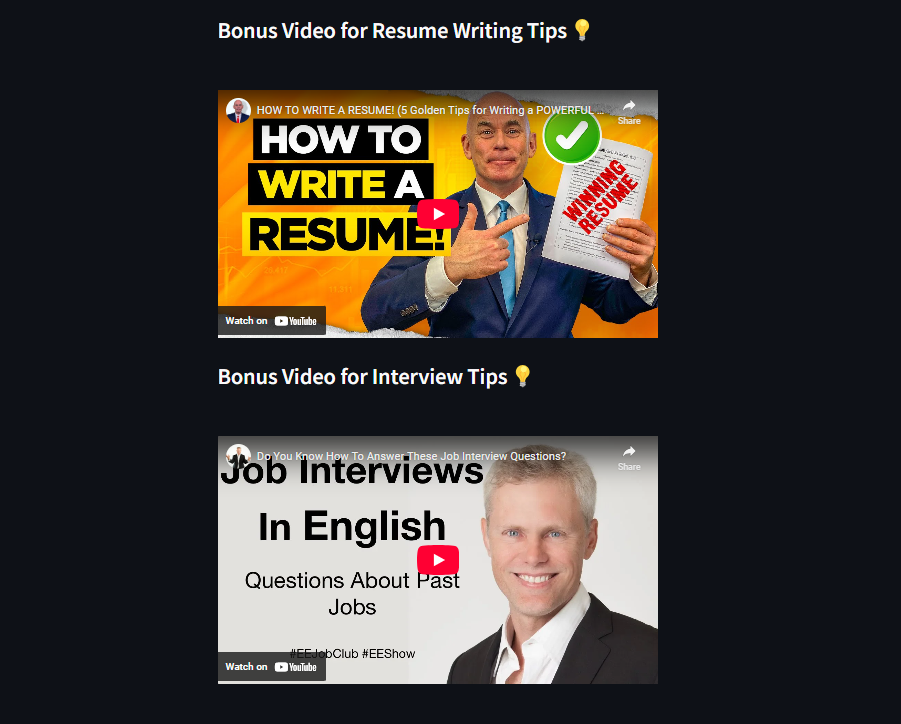 Bonus Video for Resume Writing Tips 💡
HOW TO WRITE A RESUME! (5 Golden Tips for Writing a POWERFUL ...
Share
HOW TO
WRITE A
RESUME!
WINNING
RESUME
Watch on YouTube
Bonus Video for Interview Tips 💡
Do You Know How To Answer These Job Interview Questions?
Share
Job Interviews
In English
Questions About Past
Jobs
#EEJobClub #EEShow
Watch on YouTube